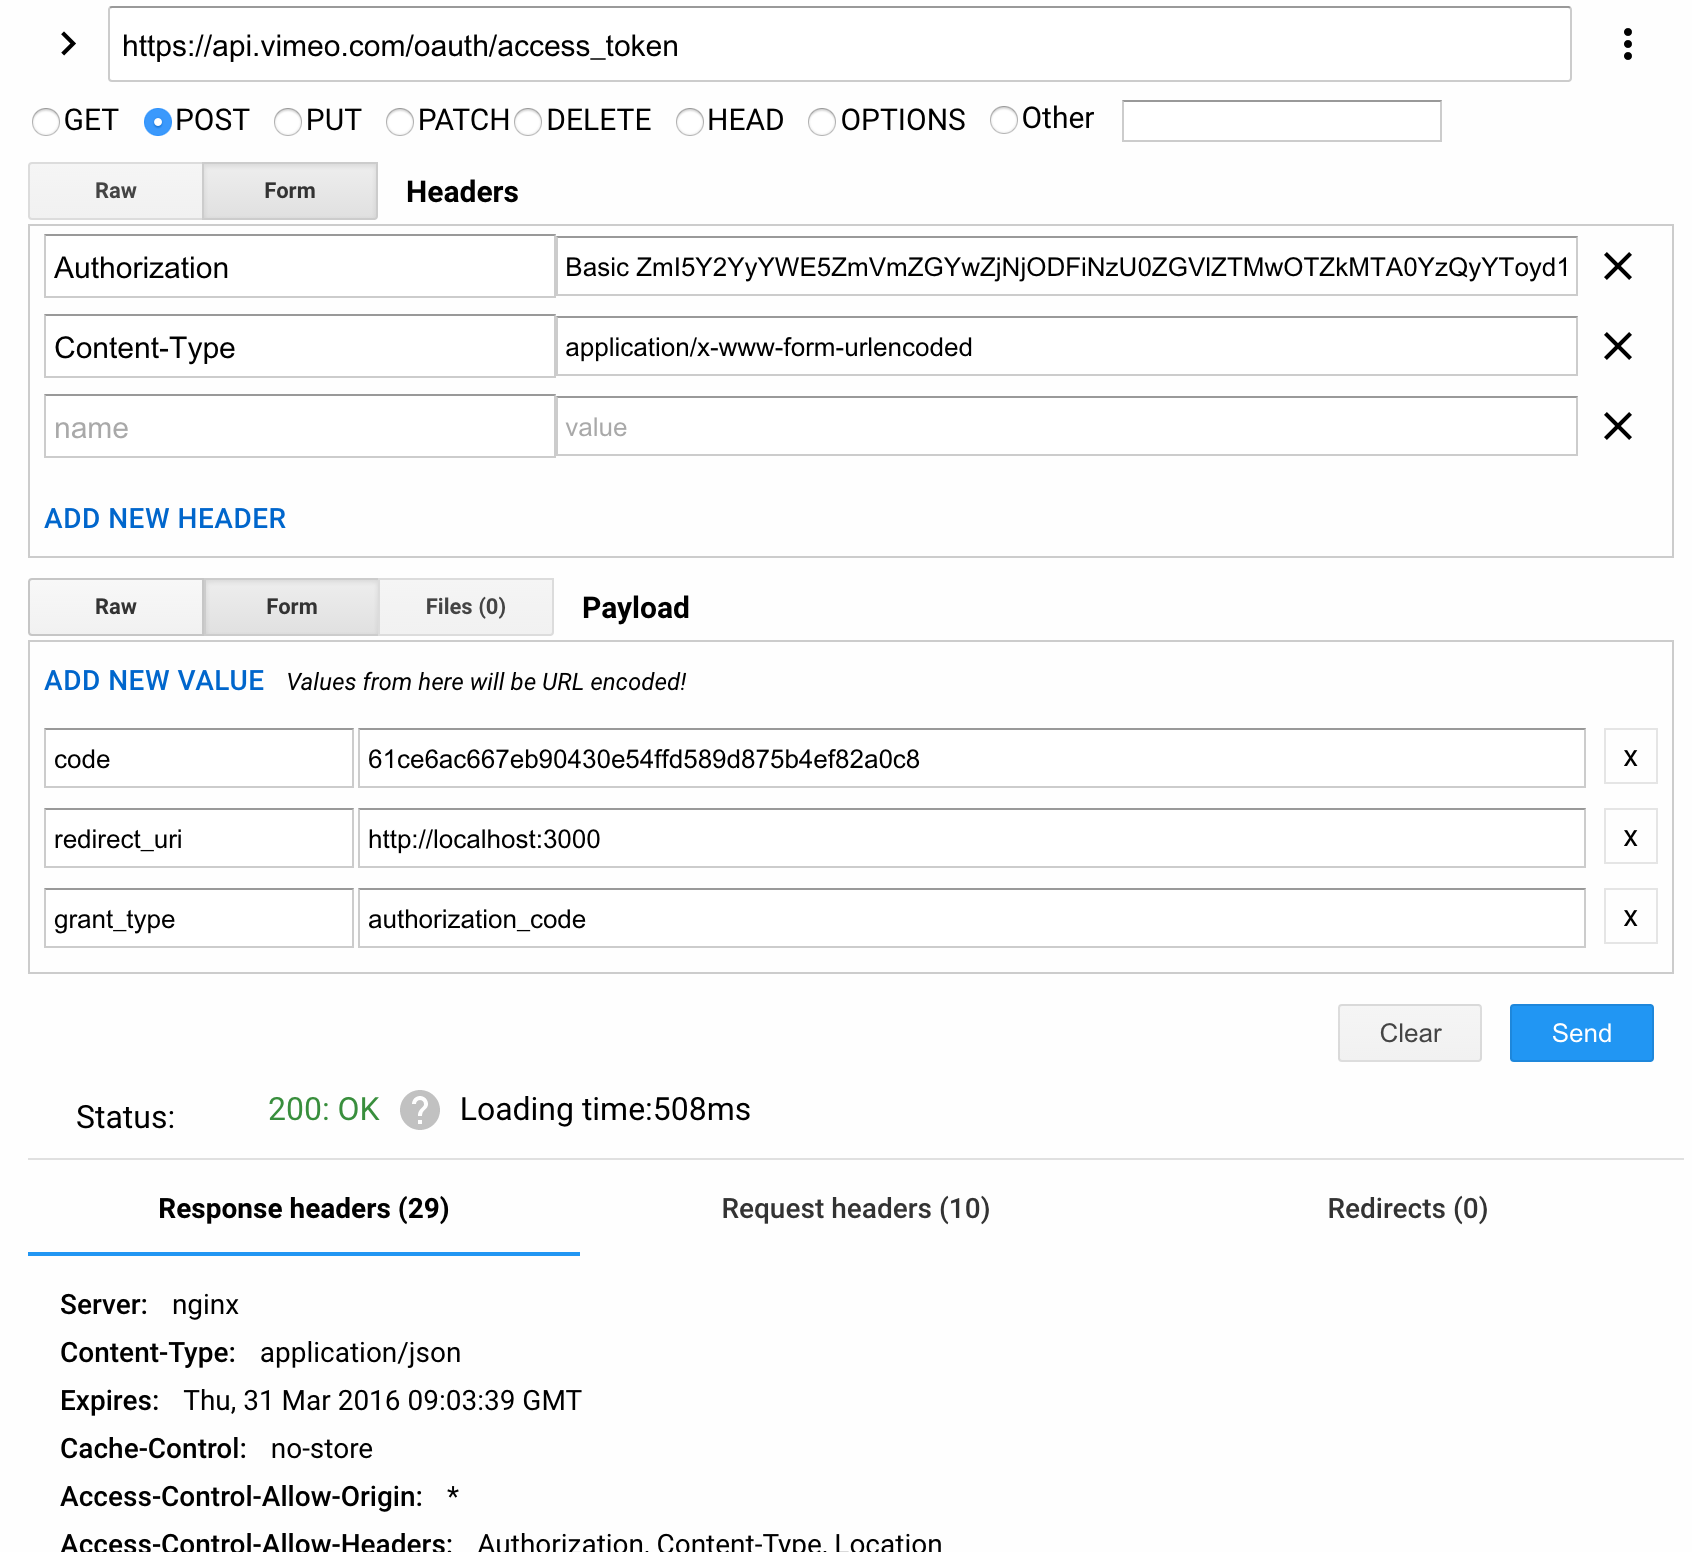 https://api.vimeo.com/oauth/access_token
GET POST PUT PATCH DELETE HEAD OPTIONS Other
Raw Form Headers
Authorization Basic ZmI5Y2YyYWE5ZmVmZGYwZjNjODFiNzU0ZGVlZTMwOTZkMTA0YzQyYToyd1
Content-Type application/x-www-form-urlencoded
name value
ADD NEW HEADER
Raw Form Files (0) Payload
ADD NEW VALUE Values from here will be URL encoded!
code 61ce6ac667eb90430e54ffd589d875b4ef82a0c8 x
redirect_uri http://localhost:3000 x
grant_type authorization_code x
Clear Send
Status: 200: OK ? Loading time:508ms
Response headers (29) Request headers (10) Redirects (0)
Server: nginx
Content-Type: application/json
Expires: Thu, 31 Mar 2016 09:03:39 GMT
Cache-Control: no-store
Access-Control-Allow-Origin: *
Access-Control-Allow-Headers: Authorization, Content-Type, Location